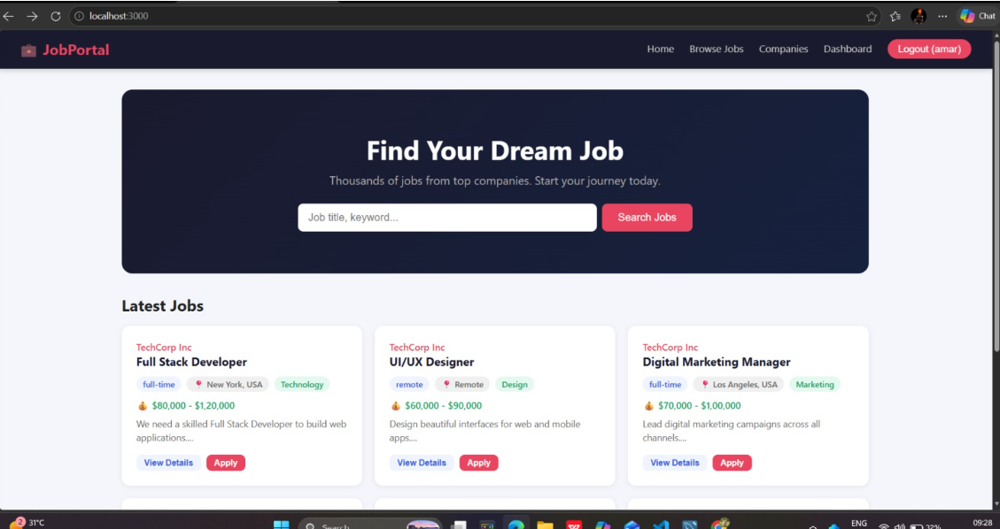 localhost:3000
Chat
JobPortal
Home Browse Jobs Companies Dashboard Logout (amar)
Find Your Dream Job
Thousands of jobs from top companies. Start your journey today.
Job title, keyword... Search Jobs
Latest Jobs
TechCorp Inc
Full Stack Developer
full-time New York, USA Technology
$80,000 - $1,20,000
We need a skilled Full Stack Developer to build web
applications....
View Details Apply
TechCorp Inc
UI/UX Designer
remote Remote Design
$60,000 - $90,000
Design beautiful interfaces for web and mobile
apps....
View Details Apply
TechCorp Inc
Digital Marketing Manager
full-time Los Angeles, USA Marketing
$70,000 - $1,00,000
Lead digital marketing campaigns across all
channels....
View Details Apply
2 31°C
Search
ENG
32%
09:28